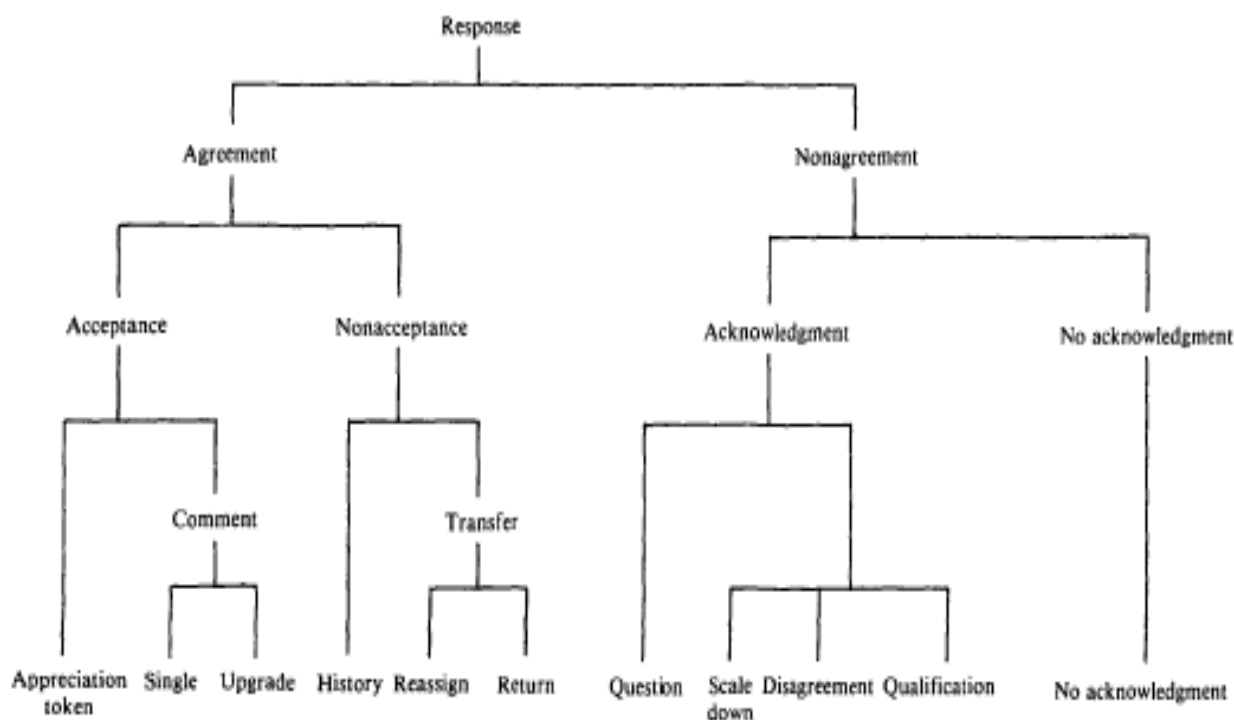 Response
Agreement
Nonagreement
Acceptance
Nonacceptance
Acknowledgment
No acknowledgment
Comment
Transfer
Appreciation
token
Single
Upgrade
History
Reassign
Return
Question
Scale
down
Disagreement
Qualification
No acknowledgment